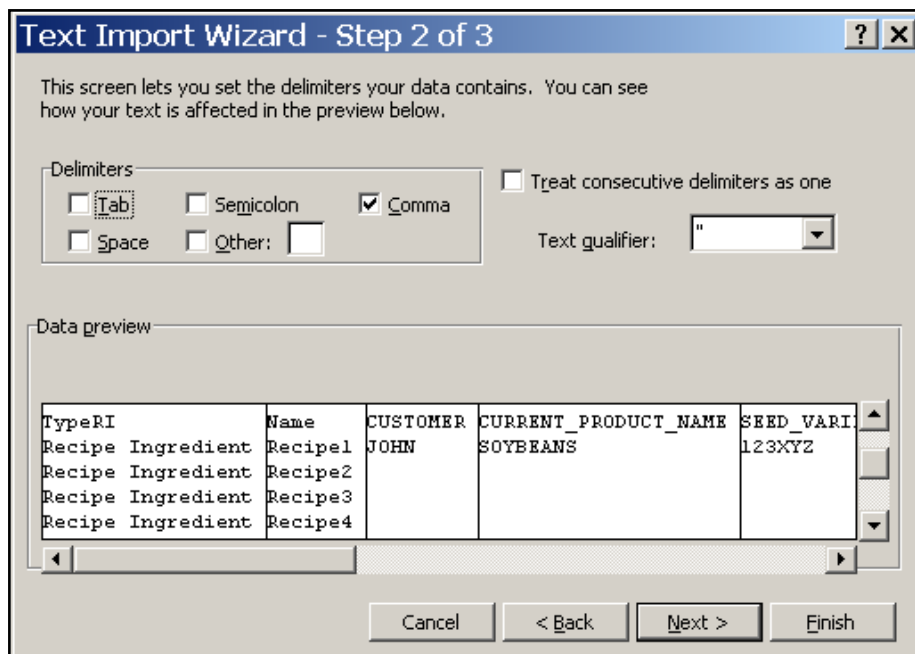 Text Import Wizard - Step 2 of 3
This screen lets you set the delimiters your data contains. You can see
how your text is affected in the preview below.
Delimiters
Tab Semicolon Comma
Treat consecutive delimiters as one
Space Other:
Text qualifier: "
Data preview
TypeRI Name CUSTOMER CURRENT_PRODUCT_NAME SEED_VARI
Recipe Ingredient Recipe1 JOHN SOYBEANS 123XYZ
Recipe Ingredient Recipe2
Recipe Ingredient Recipe3
Recipe Ingredient Recipe4
Cancel < Back Next > Finish